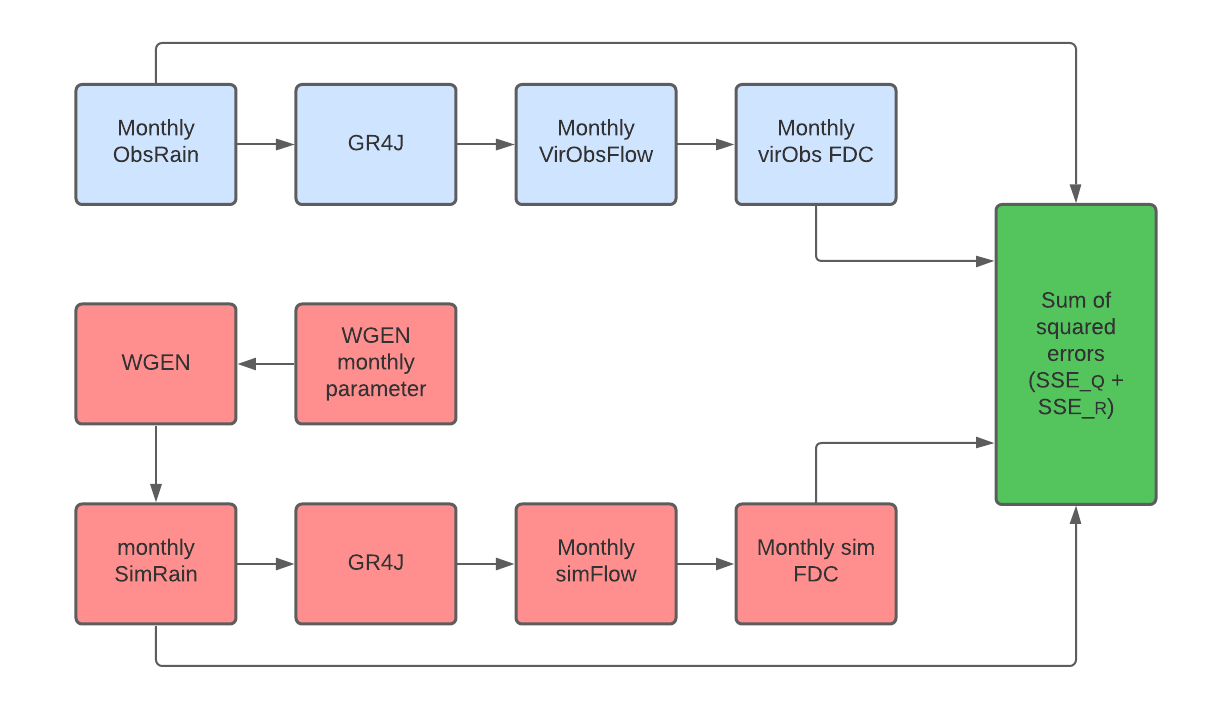 Monthly
ObsRain
GR4J
Monthly
VirObsFlow
Monthly
virObs FDC
Sum of
squared
errors
(SSE_Q +
SSE_R)
WGEN
WGEN
monthly
parameter
monthly
SimRain
GR4J
Monthly
simFlow
Monthly sim
FDC